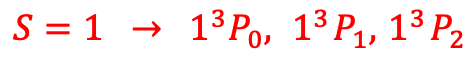 S = 1 → 1³P₀, 1³P₁, 1³P₂